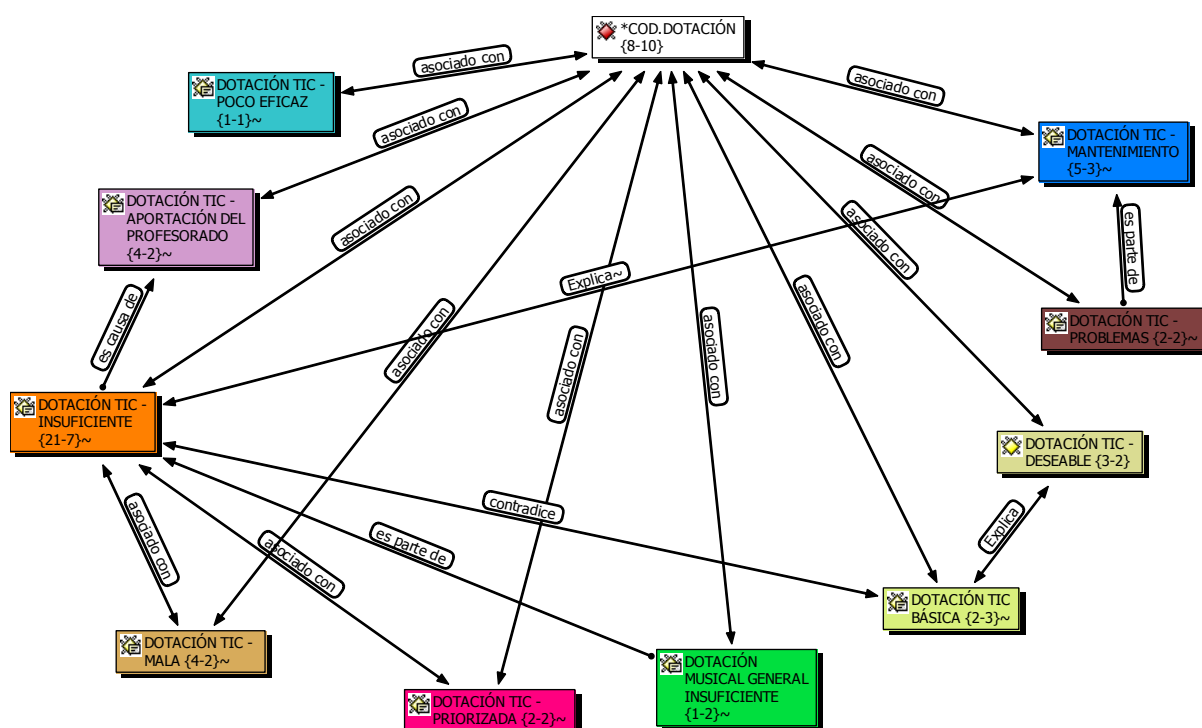 *COD.DOTACIÓN
{8-10}
asociado con
DOTACIÓN TIC -
POCO EFICAZ
{1-1}~
asociado con
DOTACIÓN TIC -
MANTENIMIENTO
{5-3}~
asociado con
asociado con
DOTACIÓN TIC -
APORTACIÓN DEL
PROFESORADO
{4-2}~
asociado con
asociado con
es parte de
Explica~
es causa de
DOTACIÓN TIC -
PROBLEMAS {2-2}~
asociado con
asociado con
asociado con
asociado con
DOTACIÓN TIC -
INSUFICIENTE
{21-7}~
DOTACIÓN TIC -
DESEABLE {3-2}
contradice
Explica
asociado con
asociado con
es parte de
DOTACIÓN TIC
BÁSICA {2-3}~
DOTACIÓN TIC -
MALA {4-2}~
DOTACIÓN
MUSICAL GENERAL
INSUFICIENTE
{1-2}~
DOTACIÓN TIC -
PRIORIZADA {2-2}~